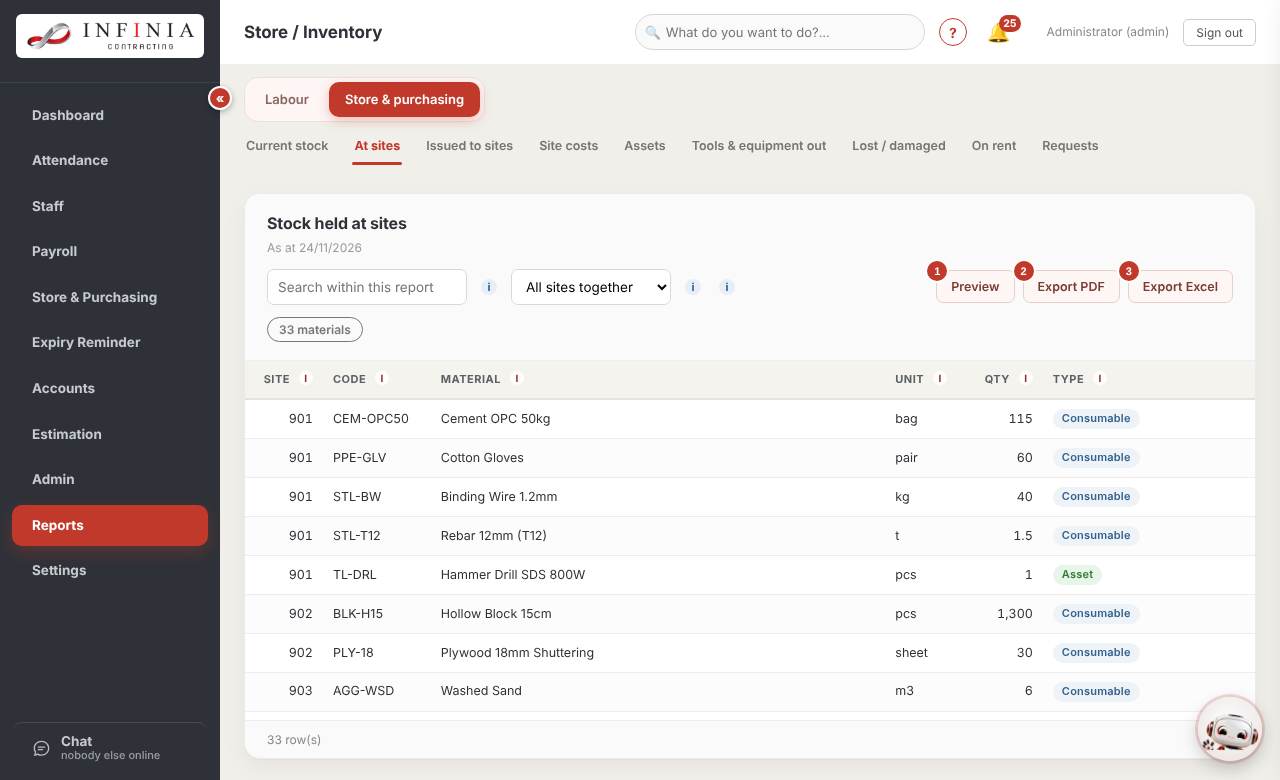 INFINIA
CONTRACTING
Store / Inventory
What do you want to do?...
?
25
Administrator (admin)
Sign out
«
Dashboard
Attendance
Staff
Payroll
Store & Purchasing
Expiry Reminder
Accounts
Estimation
Admin
Reports
Settings
Chat
nobody else online
Labour
Store & purchasing
Current stock
At sites
Issued to sites
Site costs
Assets
Tools & equipment out
Lost / damaged
On rent
Requests
Stock held at sites
As at 24/11/2026
Search within this report
i
All sites together
i
i
1
Preview
2
Export PDF
3
Export Excel
33 materials
SITE I CODE I MATERIAL I UNIT I QTY I TYPE I
901 CEM-OPC50 Cement OPC 50kg bag 115 Consumable
901 PPE-GLV Cotton Gloves pair 60 Consumable
901 STL-BW Binding Wire 1.2mm kg 40 Consumable
901 STL-T12 Rebar 12mm (T12) t 1.5 Consumable
901 TL-DRL Hammer Drill SDS 800W pcs 1 Asset
902 BLK-H15 Hollow Block 15cm pcs 1,300 Consumable
902 PLY-18 Plywood 18mm Shuttering sheet 30 Consumable
903 AGG-WSD Washed Sand m3 6 Consumable
33 row(s)